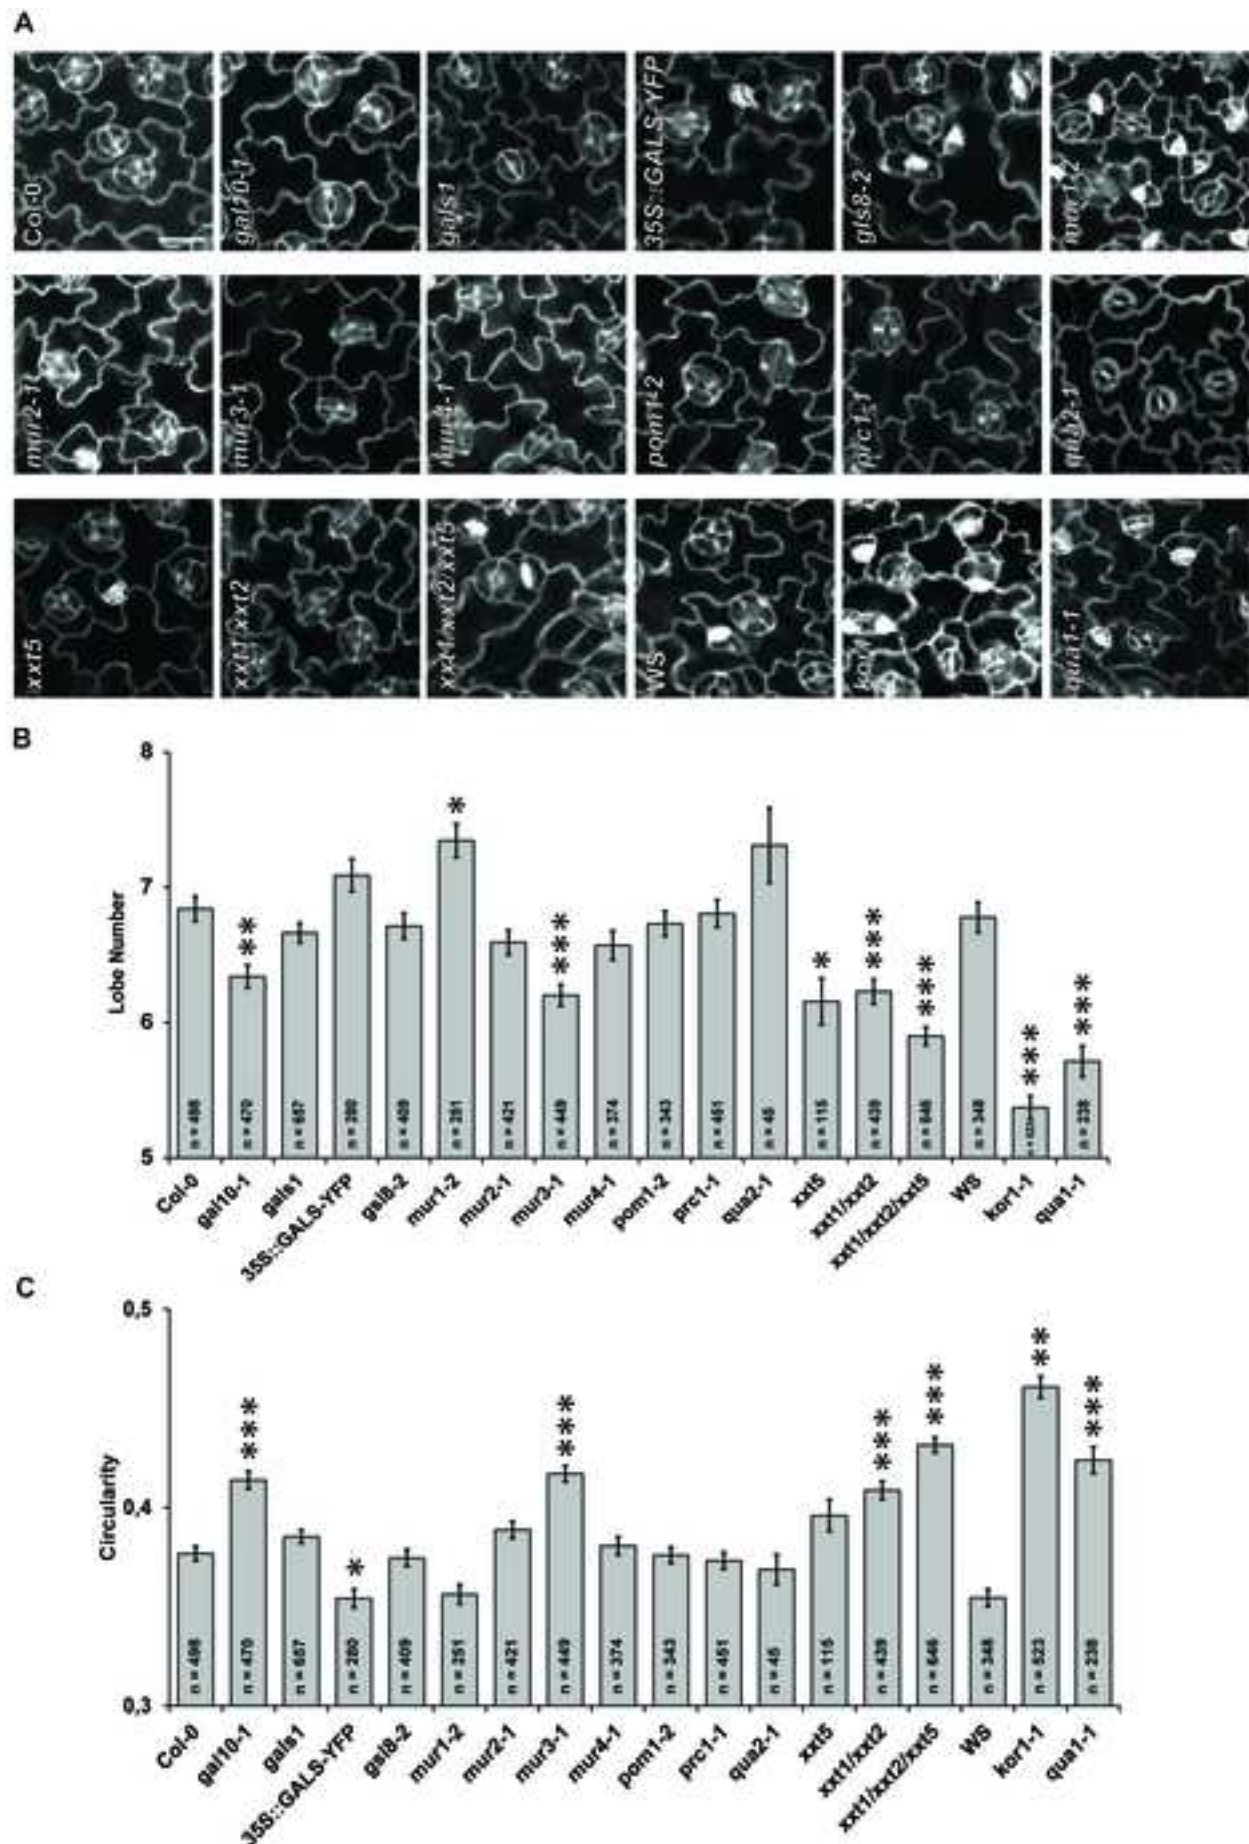 A
Col-0
gal10-1
gals1
35S::GALS-YFP
gls8-2
mur1-2
mur2-1
mur3-1
mur4-1
pom1-2
prc1-1
qua2-1
xxt5
xxt1/xxt2
xxt1/xxt2/xxt5
WS
kor1-1
qua1-1
B
8
7
6
5
Lobe Number
* ** *** * *** *** *** ***
n = 498
n = 470
n = 657
n = 280
n = 409
n = 251
n = 421
n = 449
n = 374
n = 343
n = 451
n = 45
n = 115
n = 439
n = 646
n = 348
n = 238
Col-0
gal10-1
gals1
35S::GALS-YFP
gal8-2
mur1-2
mur2-1
mur3-1
mur4-1
pom1-2
prc1-1
qua2-1
xxt5
xxt1/xxt2
xxt1/xxt2/xxt5
WS
kor1-1
qua1-1
C
0,5
0,4
0,3
Circularity
*** * *** *** *** ** ***
n = 498
n = 470
n = 657
n = 280
n = 409
n = 251
n = 421
n = 449
n = 374
n = 343
n = 451
n = 45
n = 115
n = 439
n = 646
n = 348
n = 523
n = 238
Col-0
gal10-1
gals1
35S::GALS-YFP
gal8-2
mur1-2
mur2-1
mur3-1
mur4-1
pom1-2
prc1-1
qua2-1
xxt5
xxt1/xxt2
xxt1/xxt2/xxt5
WS
kor1-1
qua1-1